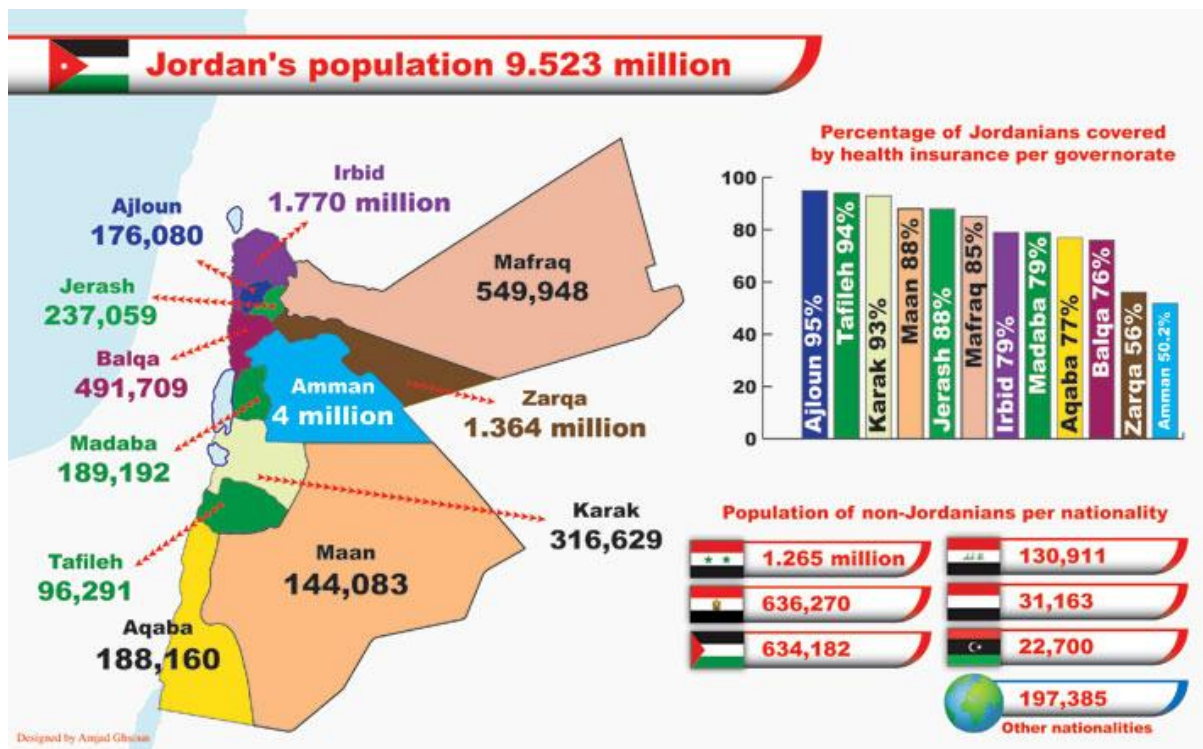 Jordan's population 9.523 million
Irbid
1.770 million
Ajloun
176,080
Jerash
237,059
Balqa
491,709
Madaba
189,192
Tafileh
96,291
Aqaba
188,160
Mafraq
549,948
Amman
4 million
Zarqa
1.364 million
Karak
316,629
Maan
144,083
Percentage of Jordanians covered
by health insurance per governorate
100
80
60
40
20
0
Ajloun 95%
Tafileh 94%
Karak 93%
Maan 88%
Jerash 88%
Mafraq 85%
Irbid 79%
Madaba 79%
Aqaba 77%
Balqa 76%
Zarqa 56%
Amman 50.2%
Population of non-Jordanians per nationality
1.265 million
636,270
634,182
130,911
31,163
22,700
197,385
Other nationalities
Designed by Amjad